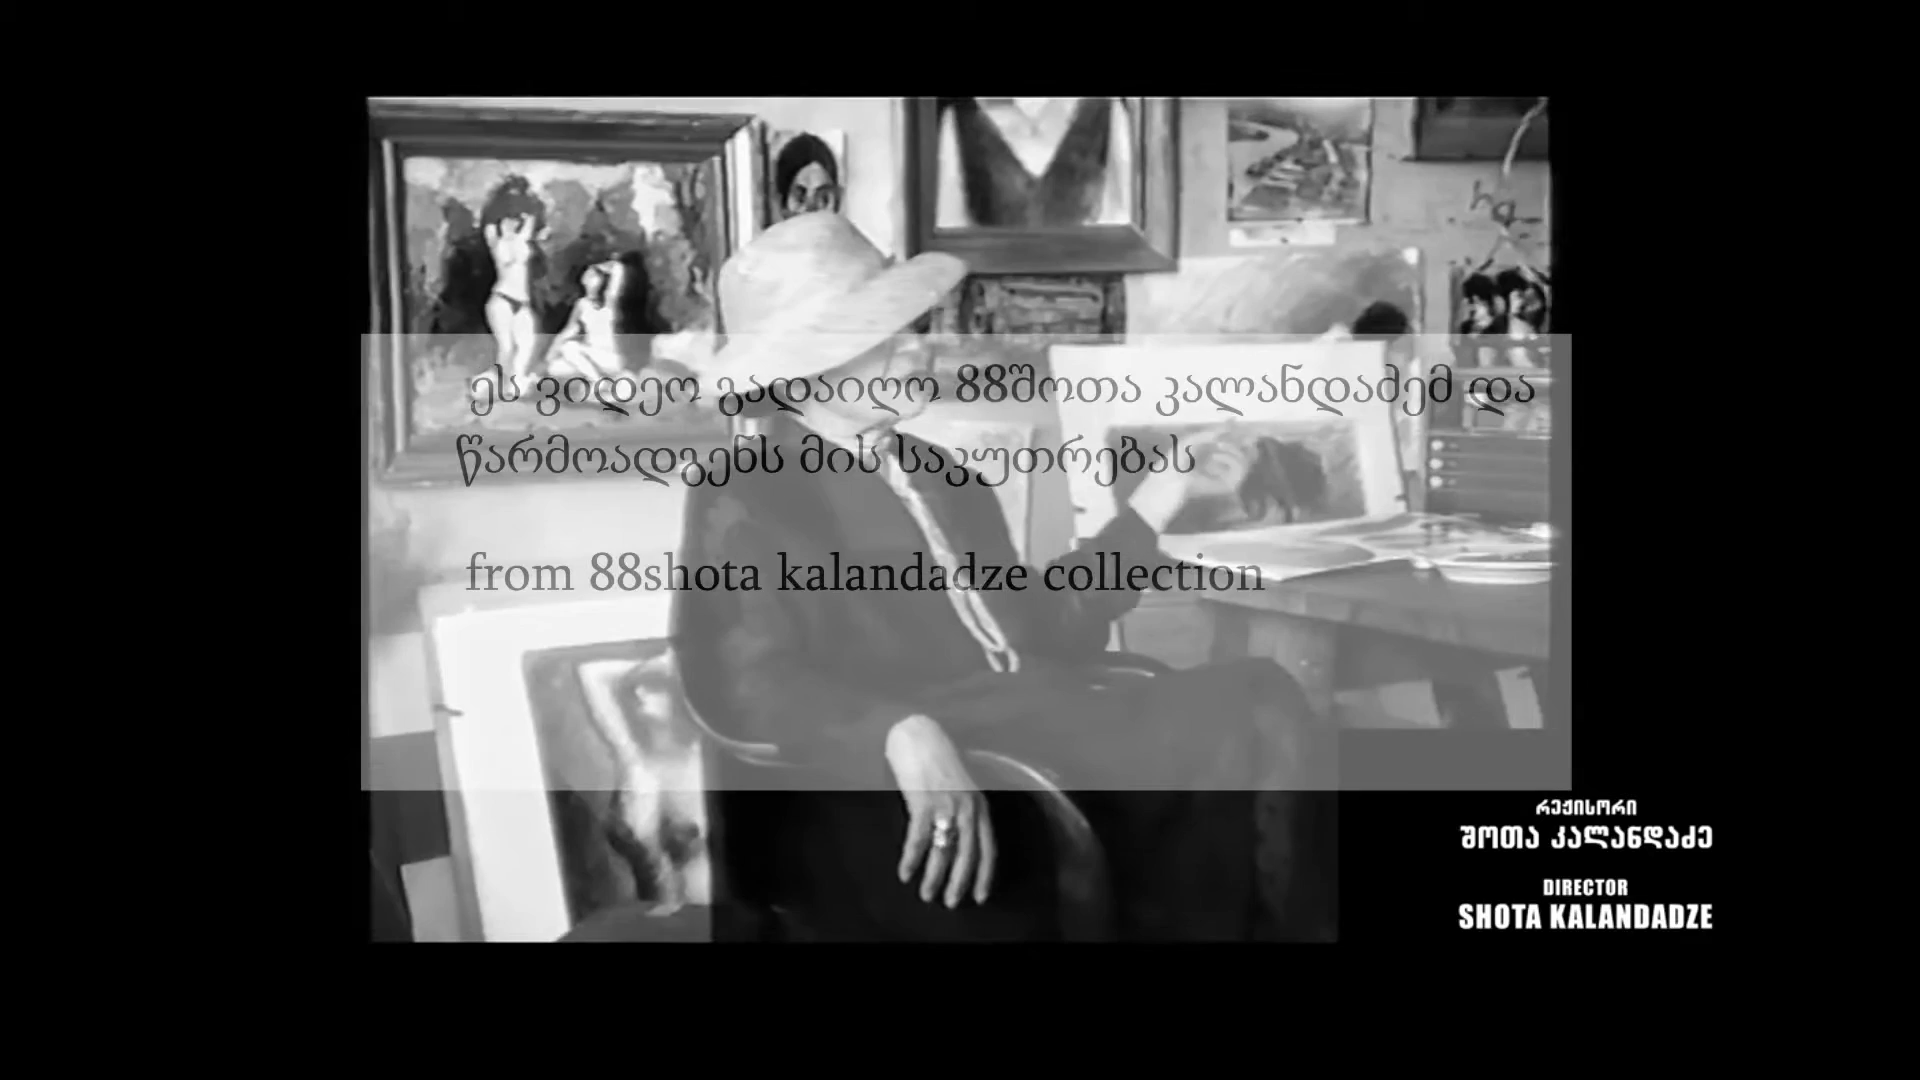 ეს ვიდეო გადაიღო 88შოთა კალანდაძემ და
წარმოადგენს მის საკუთრებას
from 88shota kalandadze collection
რეჟისორი
შოთა კალანდაძე
DIRECTOR
SHOTA KALANDADZE